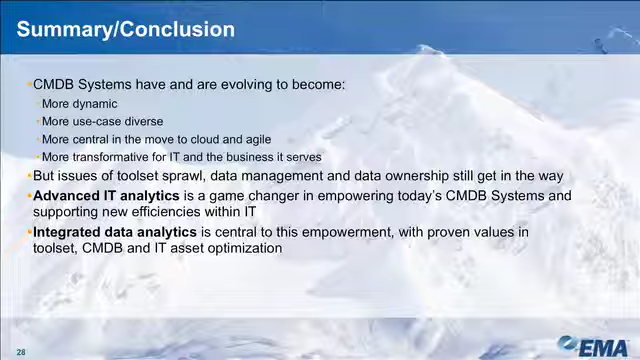 Summary/Conclusion
CMDB Systems have and are evolving to become:
More dynamic
More use-case diverse
More central in the move to cloud and agile
More transformative for IT and the business it serves
But issues of toolset sprawl, data management and data ownership still get in the way
Advanced IT analytics is a game changer in empowering today's CMDB Systems and
supporting new efficiencies within IT
Integrated data analytics is central to this empowerment, with proven values in
toolset, CMDB and IT asset optimization
28
EMA